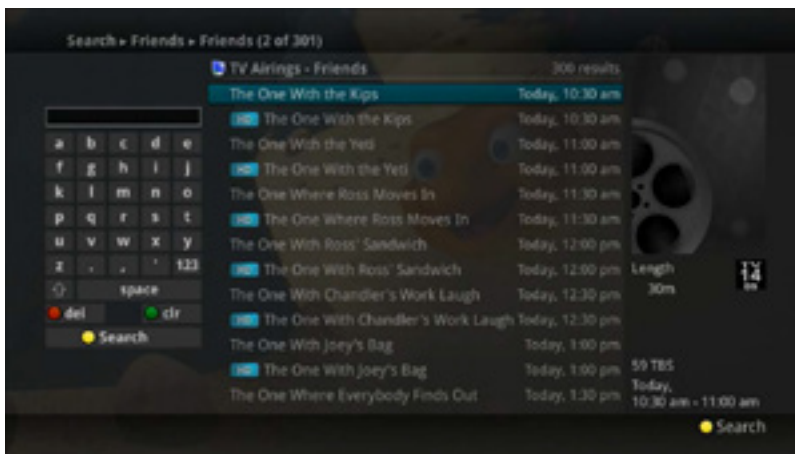 Search ▸ Friends ▸ Friends (2 of 301)
TV Airings - Friends 300 results
The One With the Kips Today, 10:30 am
HD The One With the Kips Today, 10:30 am
The One With the Yeti Today, 11:00 am
HD The One With the Yeti Today, 11:00 am
The One Where Ross Moves In Today, 11:30 am
HD The One Where Ross Moves In Today, 11:30 am
The One With Ross' Sandwich Today, 12:00 pm
HD The One With Ross' Sandwich Today, 12:00 pm
The One With Chandler's Work Laugh Today, 12:30 pm
HD The One With Chandler's Work Laugh Today, 12:30 pm
The One With Joey's Bag Today, 1:00 pm
HD The One With Joey's Bag Today, 1:00 pm
The One Where Everybody Finds Out Today, 1:30 pm
a b c d e
f g h i j
k l m n o
p q r s t
u v w x y
z . , ' 123
space
del clr
Search
Length
30m
TV
14
59 TBS
Today,
10:30 am - 11:00 am
Search